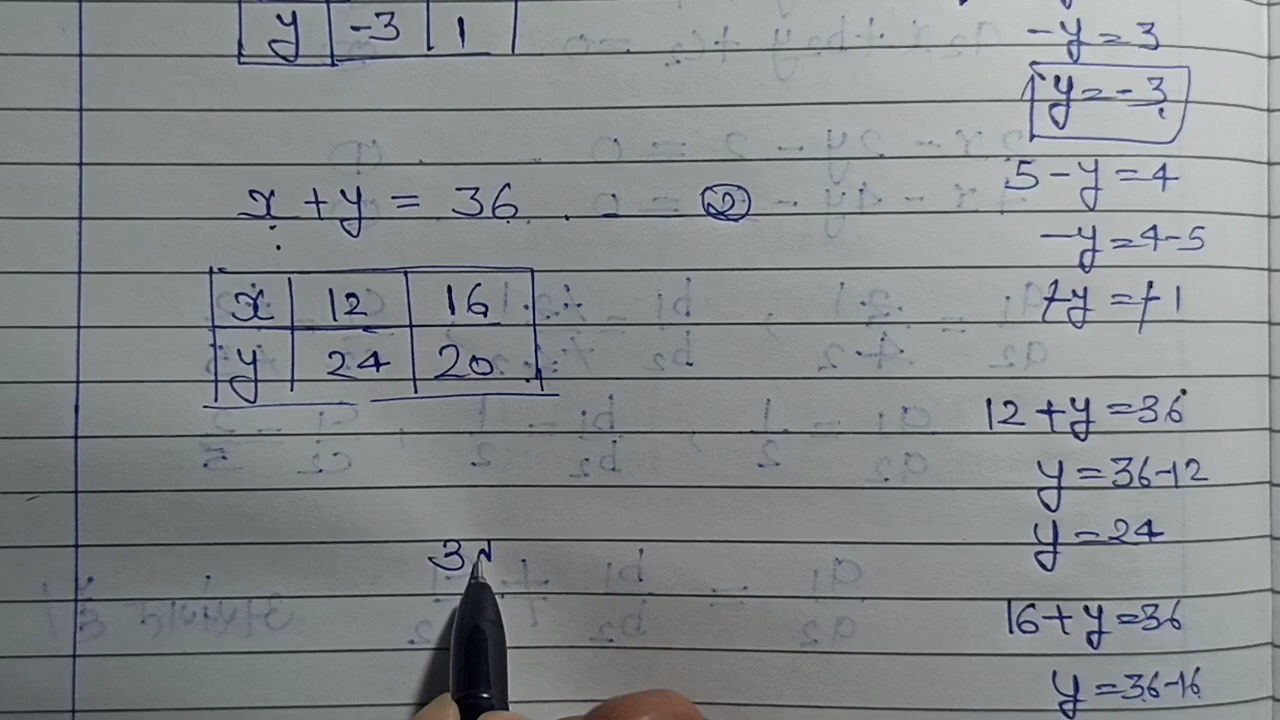 y | -3 | 1
x + y = 36 . ②
x | 12 | 16
y | 24 | 20
3
-y = 3
y = -3
5 - y = 4
-y = 4-5
+y = +1
12 + y = 36
y = 36-12
y = 24
16 + y = 36
y = 36-16